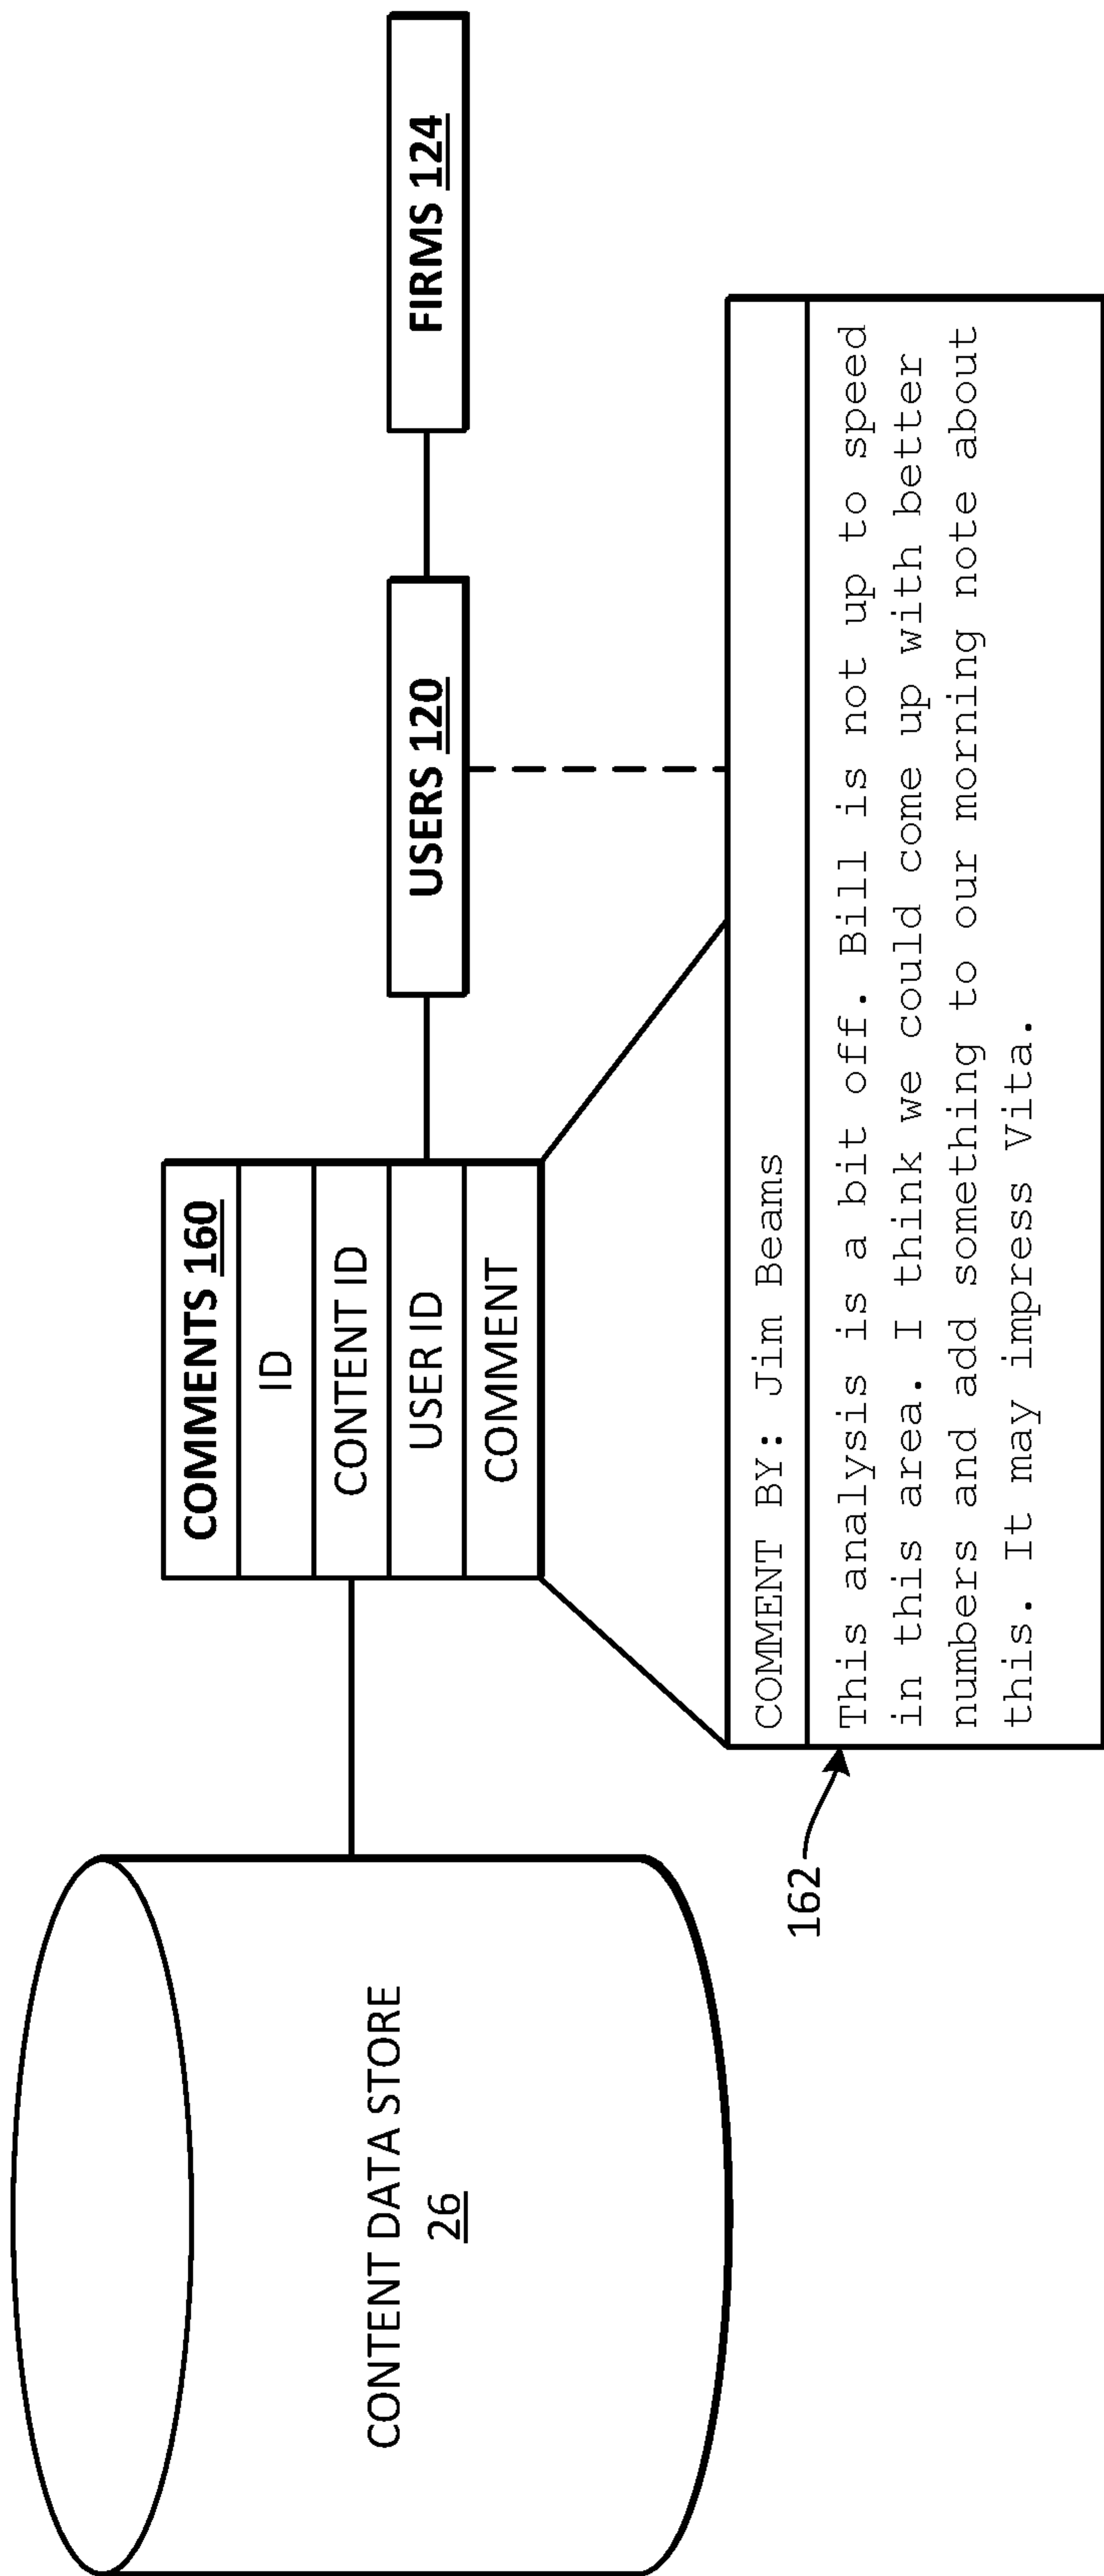 CONTENT DATA STORE
26
COMMENTS 160
ID
CONTENT ID
USER ID
COMMENT
USERS 120
FIRMS 124
162
COMMENT BY: Jim Beams
This analysis is a bit off. Bill is not up to speed
in this area. I think we could come up with better
numbers and add something to our morning note about
this. It may impress Vita.